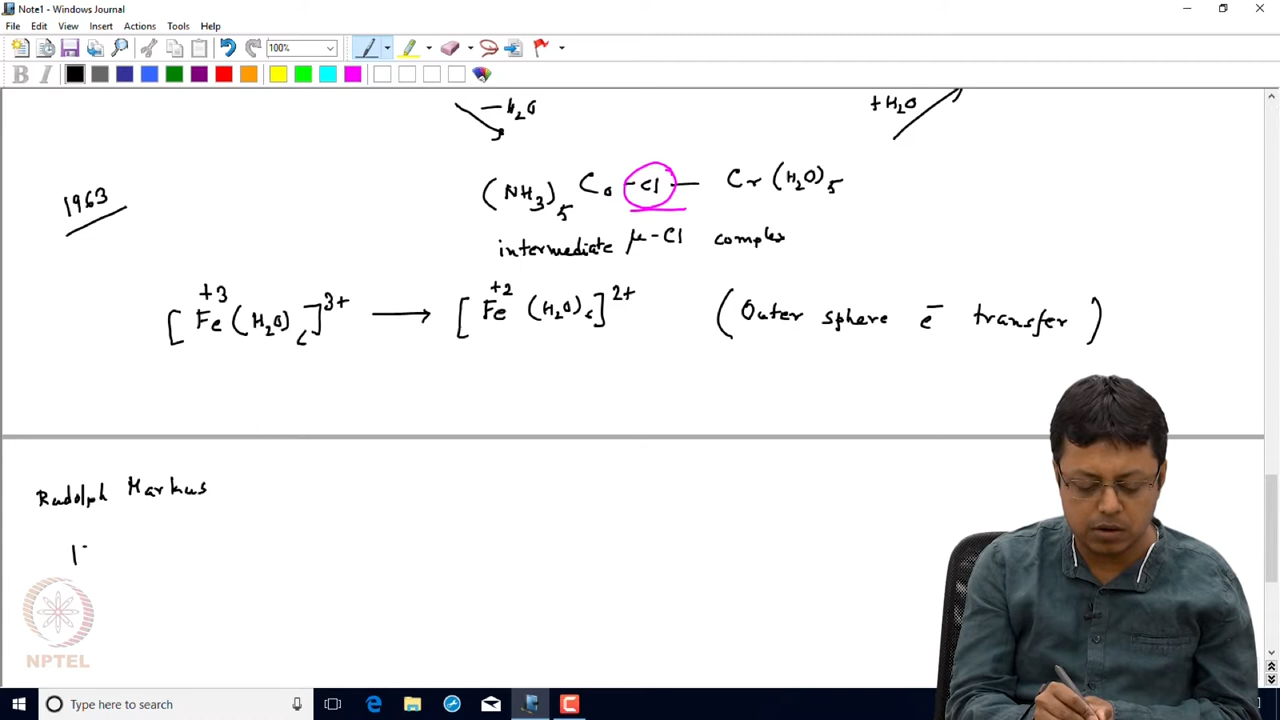 Note1 - Windows Journal
File Edit View Insert Actions Tools Help
100%
B I
— H2O
+ H2O
1963
(NH3)5 Co - Cl — Cr (H2O)5
intermediate μ-Cl complex
+3
[Fe(H2O)6]3+ → [Fe (H2O)6]2+ (Outer sphere e- transfer)
+2
Rudolph Markus
NPTEL
Type here to search